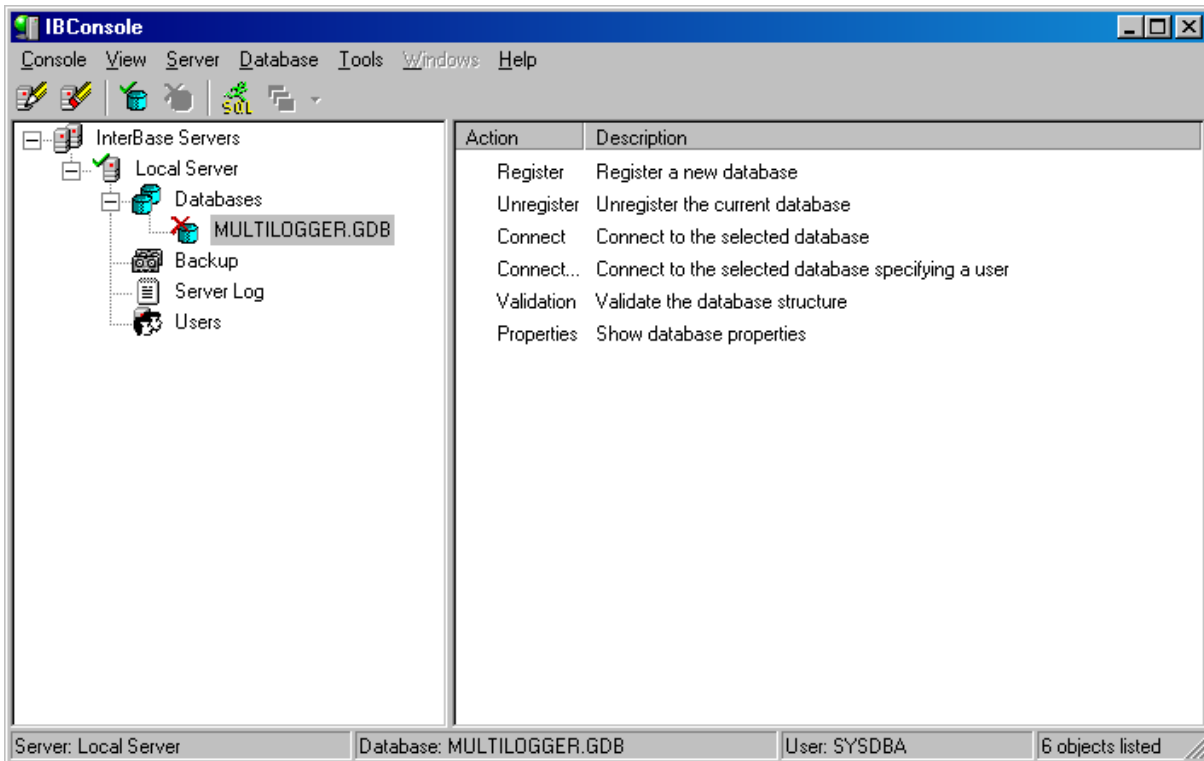 IBConsole
Console View Server Database Tools Windows Help
SQL
InterBase Servers
Local Server
Databases
MULTILOGGER.GDB
Backup
Server Log
Users
Action Description
Register Register a new database
Unregister Unregister the current database
Connect Connect to the selected database
Connect... Connect to the selected database specifying a user
Validation Validate the database structure
Properties Show database properties
Server: Local Server Database: MULTILOGGER.GDB User: SYSDBA 6 objects listed